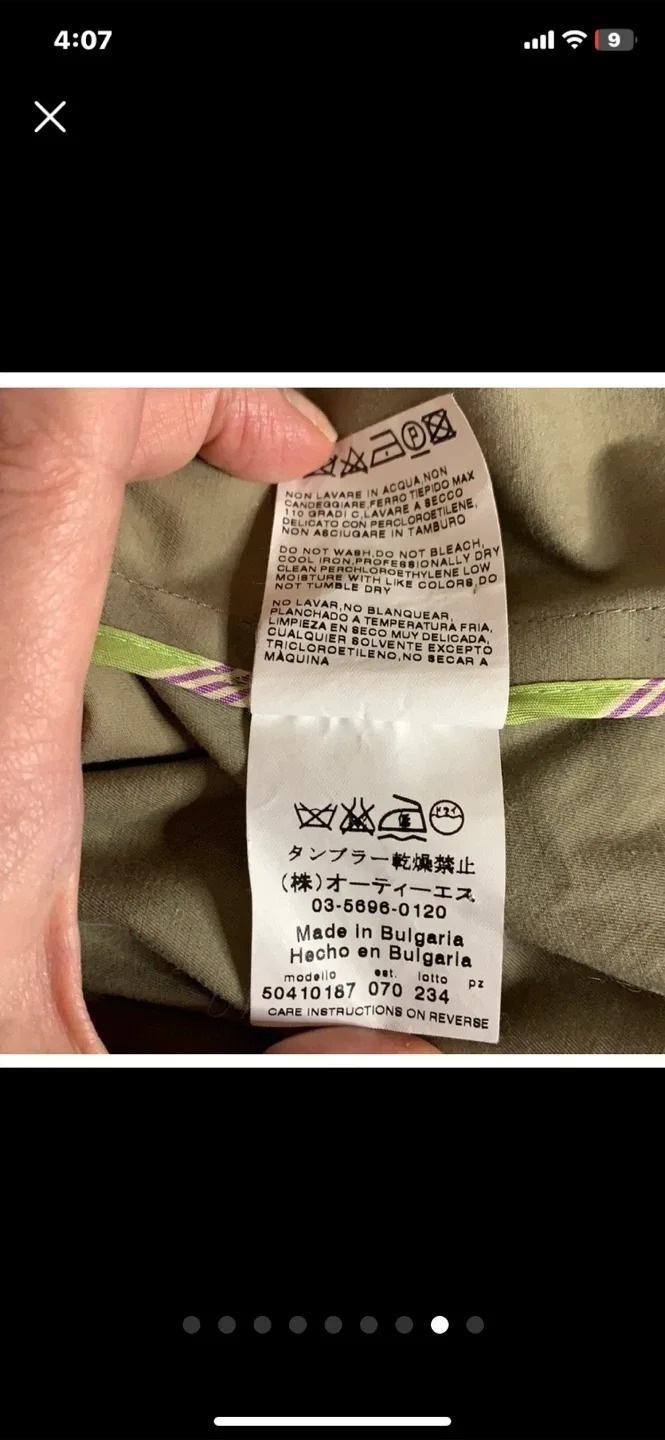 4:07
9
P
NON LAVARE IN ACQUA,NON
CANDEGGIARE,FERRO TIEPIDO MAX
110 GRADI C,LAVARE A SECCO
DELICATO CON PERCLOROETILENE,
NON ASCIUGARE IN TAMBURO
DO NOT WASH,DO NOT BLEACH,
COOL IRON,PROFESSIONALLY DRY
CLEAN PERCHLOROETHYLENE LOW
MOISTURE WITH LIKE COLORS,DO
NOT TUMBLE DRY
NO LAVAR,NO BLANQUEAR,
PLANCHADO A TEMPERATURA FRIA,
LIMPIEZA EN SECO MUY DELICADA,
CUALQUIER SOLVENTE EXCEPTO
TRICLOROETILENO,NO SECAR A
MÁQUINA
ドライ
タンブラー乾燥禁止
(株)オーティーエス
03-5696-0120
Made in Bulgaria
Hecho en Bulgaria
modello est. lotto pz
50410187 070 234
CARE INSTRUCTIONS ON REVERSE